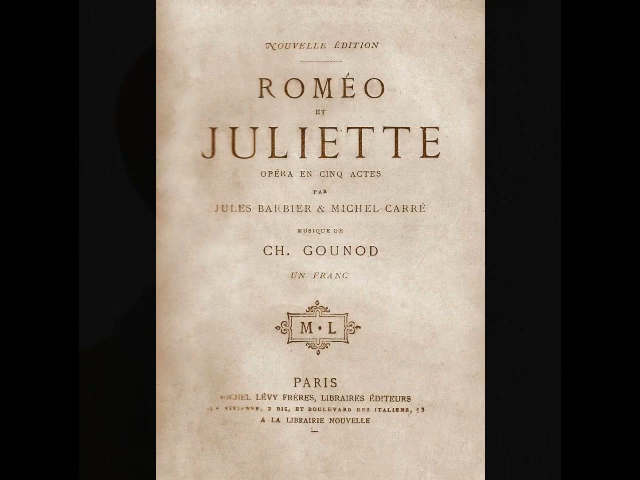 NOUVELLE ÉDITION
ROMÉO
ET
JULIETTE
OPÉRA EN CINQ ACTES
PAR
JULES BARBIER & MICHEL CARRÉ
MUSIQUE DE
CH. GOUNOD
UN FRANC
M · L
PARIS
MICHEL LÉVY FRÈRES, LIBRAIRES ÉDITEURS
VIVIENNE, 2 BIS, ET BOULEVARD DES ITALIENS, 15
A LA LIBRAIRIE NOUVELLE